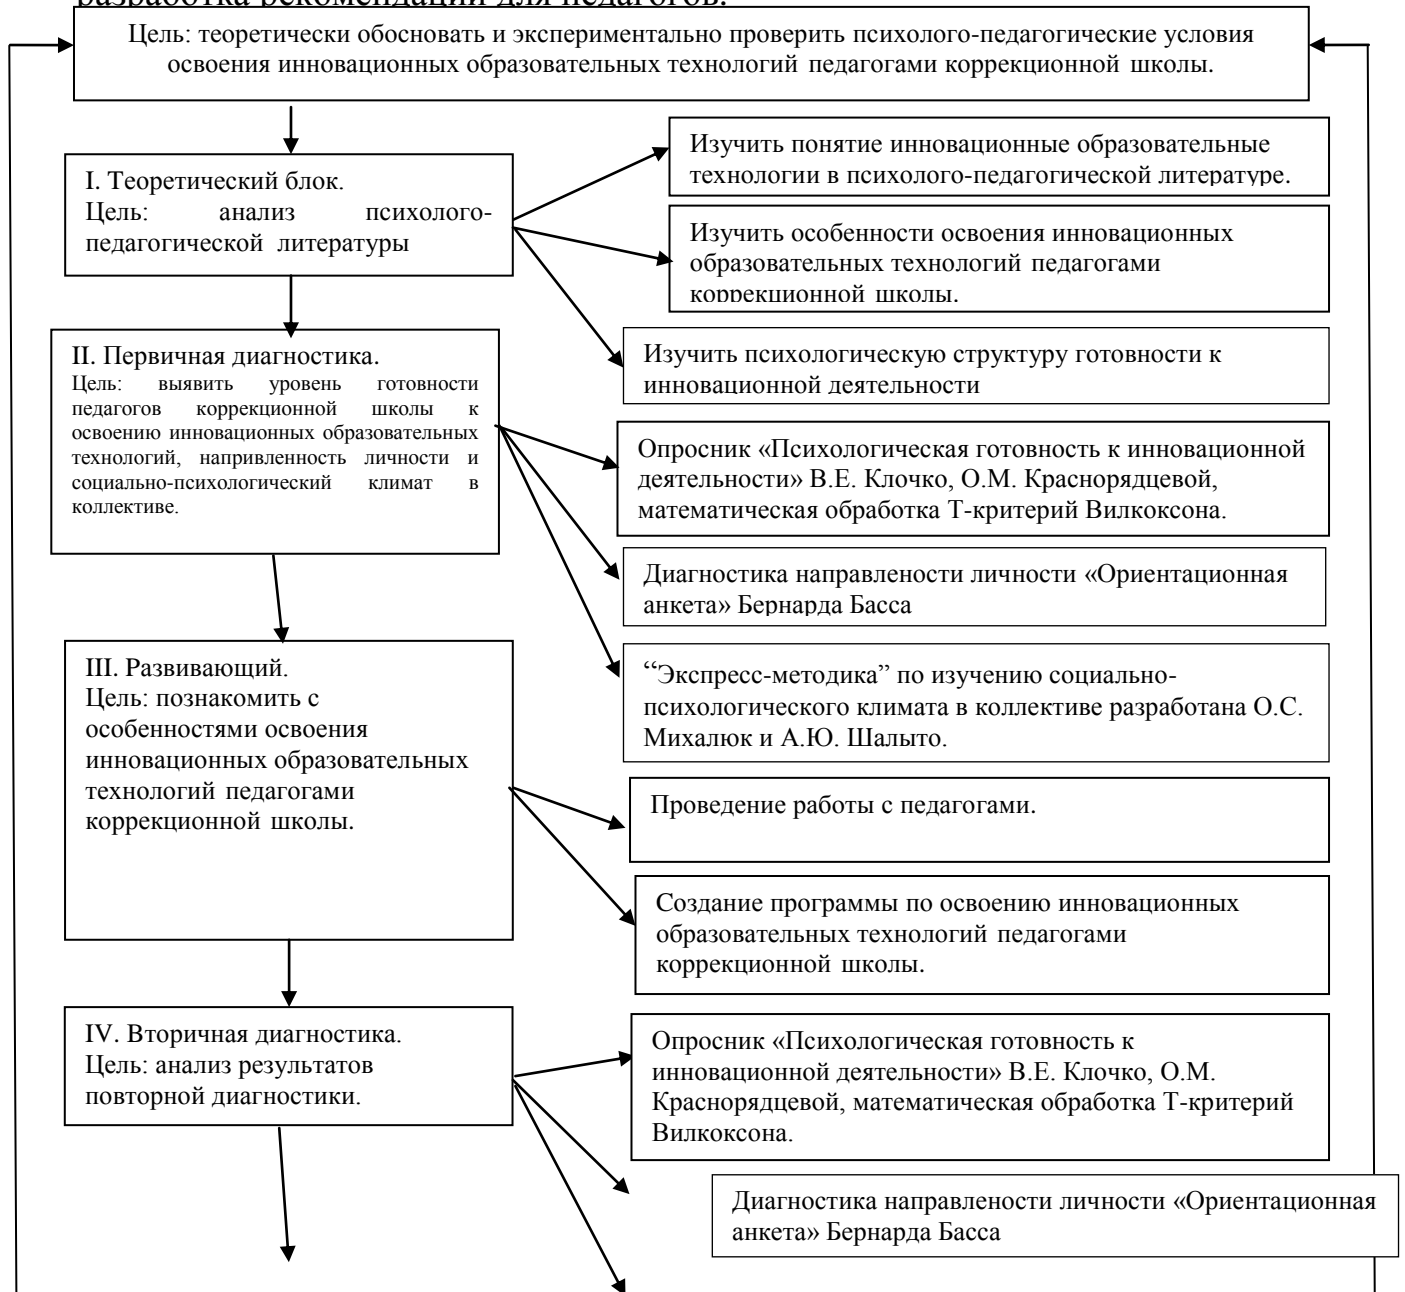 разработка рекомендаций для педагогов.
Цель: теоретически обосновать и экспериментально проверить психолого-педагогические условия
освоения инновационных образовательных технологий педагогами коррекционной школы.
I. Теоретический блок.
Цель: анализ психолого-
педагогической литературы
Изучить понятие инновационные образовательные
технологии в психолого-педагогической литературе.
Изучить особенности освоения инновационных
образовательных технологий педагогами
коррекционной школы.
Изучить психологическую структуру готовности к
инновационной деятельности
II. Первичная диагностика.
Цель: выявить уровень готовности
педагогов коррекционной школы к
освоению инновационных образовательных
технологий, напривленность личности и
социально-психологический климат в
коллективе.
Опросник «Психологическая готовность к инновационной
деятельности» В.Е. Клочко, О.М. Краснорядцевой,
математическая обработка Т-критерий Вилкоксона.
Диагностика направлености личности «Ориентационная
анкета» Бернарда Басса
“Экспресс-методика” по изучению социально-
психологического климата в коллективе разработана О.С.
Михалюк и А.Ю. Шалыто.
III. Развивающий.
Цель: познакомить с
особенностями освоения
инновационных образовательных
технологий педагогами
коррекционной школы.
Проведение работы с педагогами.
Создание программы по освоению инновационных
образовательных технологий педагогами
коррекционной школы.
IV. Вторичная диагностика.
Цель: анализ результатов
повторной диагностики.
Опросник «Психологическая готовность к
инновационной деятельности» В.Е. Клочко, О.М.
Краснорядцевой, математическая обработка Т-критерий
Вилкоксона.
Диагностика направлености личности «Ориентационная
анкета» Бернарда Басса